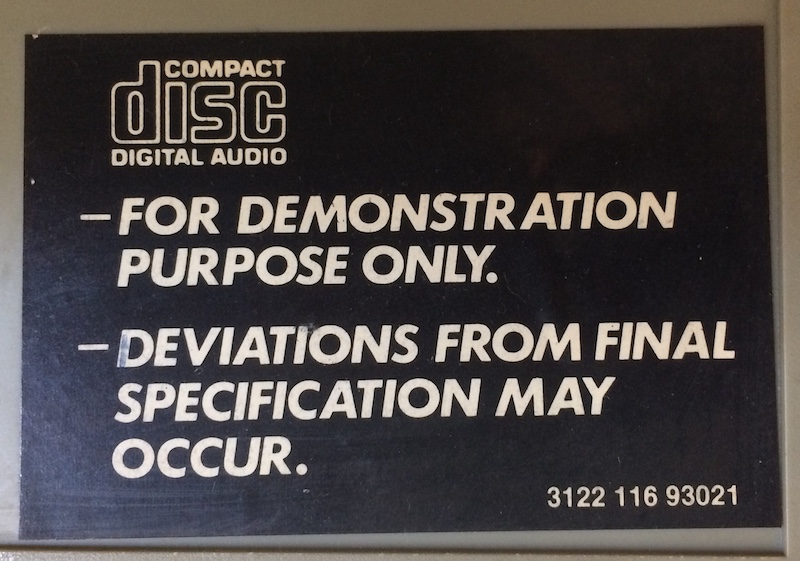 COMPACT
disc
DIGITAL AUDIO
– FOR DEMONSTRATION
PURPOSE ONLY.
– DEVIATIONS FROM FINAL
SPECIFICATION MAY
OCCUR.
3122 116 93021